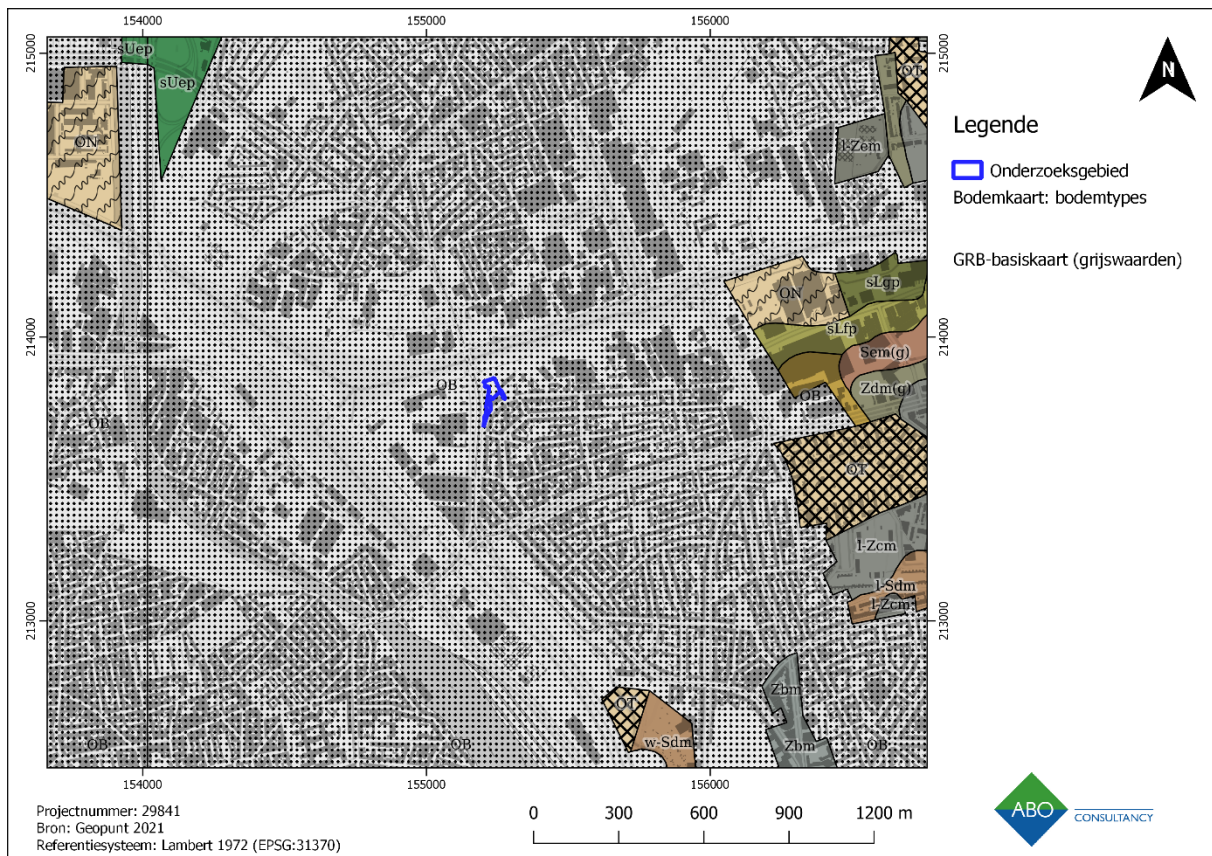 154000
155000
156000
215000
215000
sUep
sUep
ON
OT
l-Zem
N
Legende
Onderzoeksgebied
Bodemkaart: bodemtypes
GRB-basiskaart (grijswaarden)
ON
sLgp
sLfp
214000
214000
Sem(g)
OB
Zdm(g)
OB
OB
OT
l-Zcm
l-Sdm
l-Zcm
213000
213000
Zbm
OT
OB
OB
w-Sdm
Zbm
OB
154000
155000
156000
Projectnummer: 29841
Bron: Geopunt 2021
Referentiesysteem: Lambert 1972 (EPSG:31370)
0 300 600 900 1200 m
ABO
CONSULTANCY